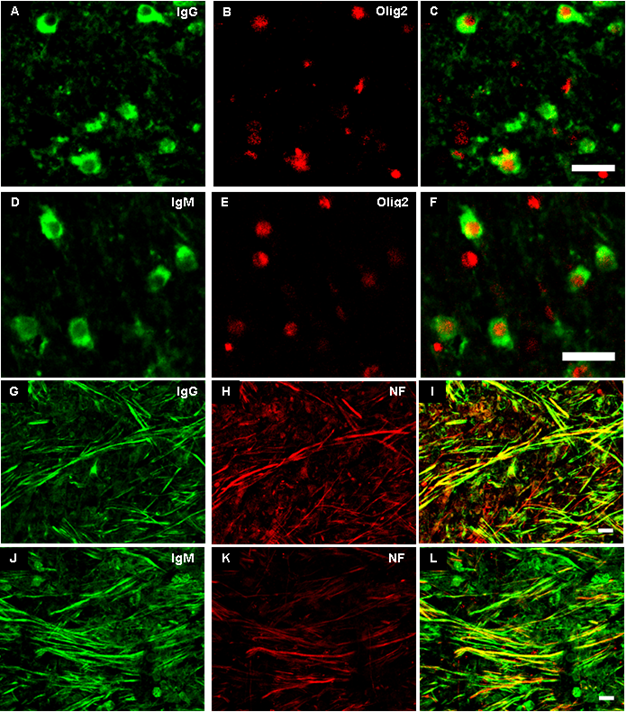 A IgG B Olig2 C
D IgM E Olig2 F
G IgG H NF I
J IgM K NF L